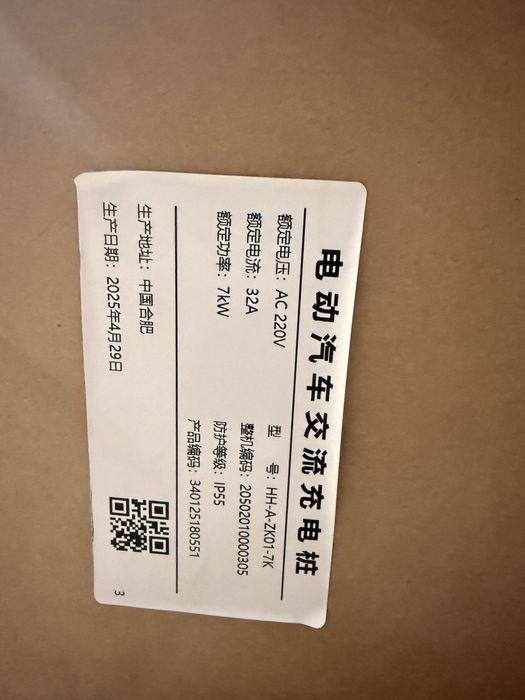 电动汽车交流充电桩
额定电压：AC 220V
型 号：HH-A-ZK01-7K
额定电流：32A
整机编码：20502010000305
额定功率：7kW
防护等级：IP55
产品编码：340125180551
生产地址：中国合肥
生产日期：2025年4月29日
3